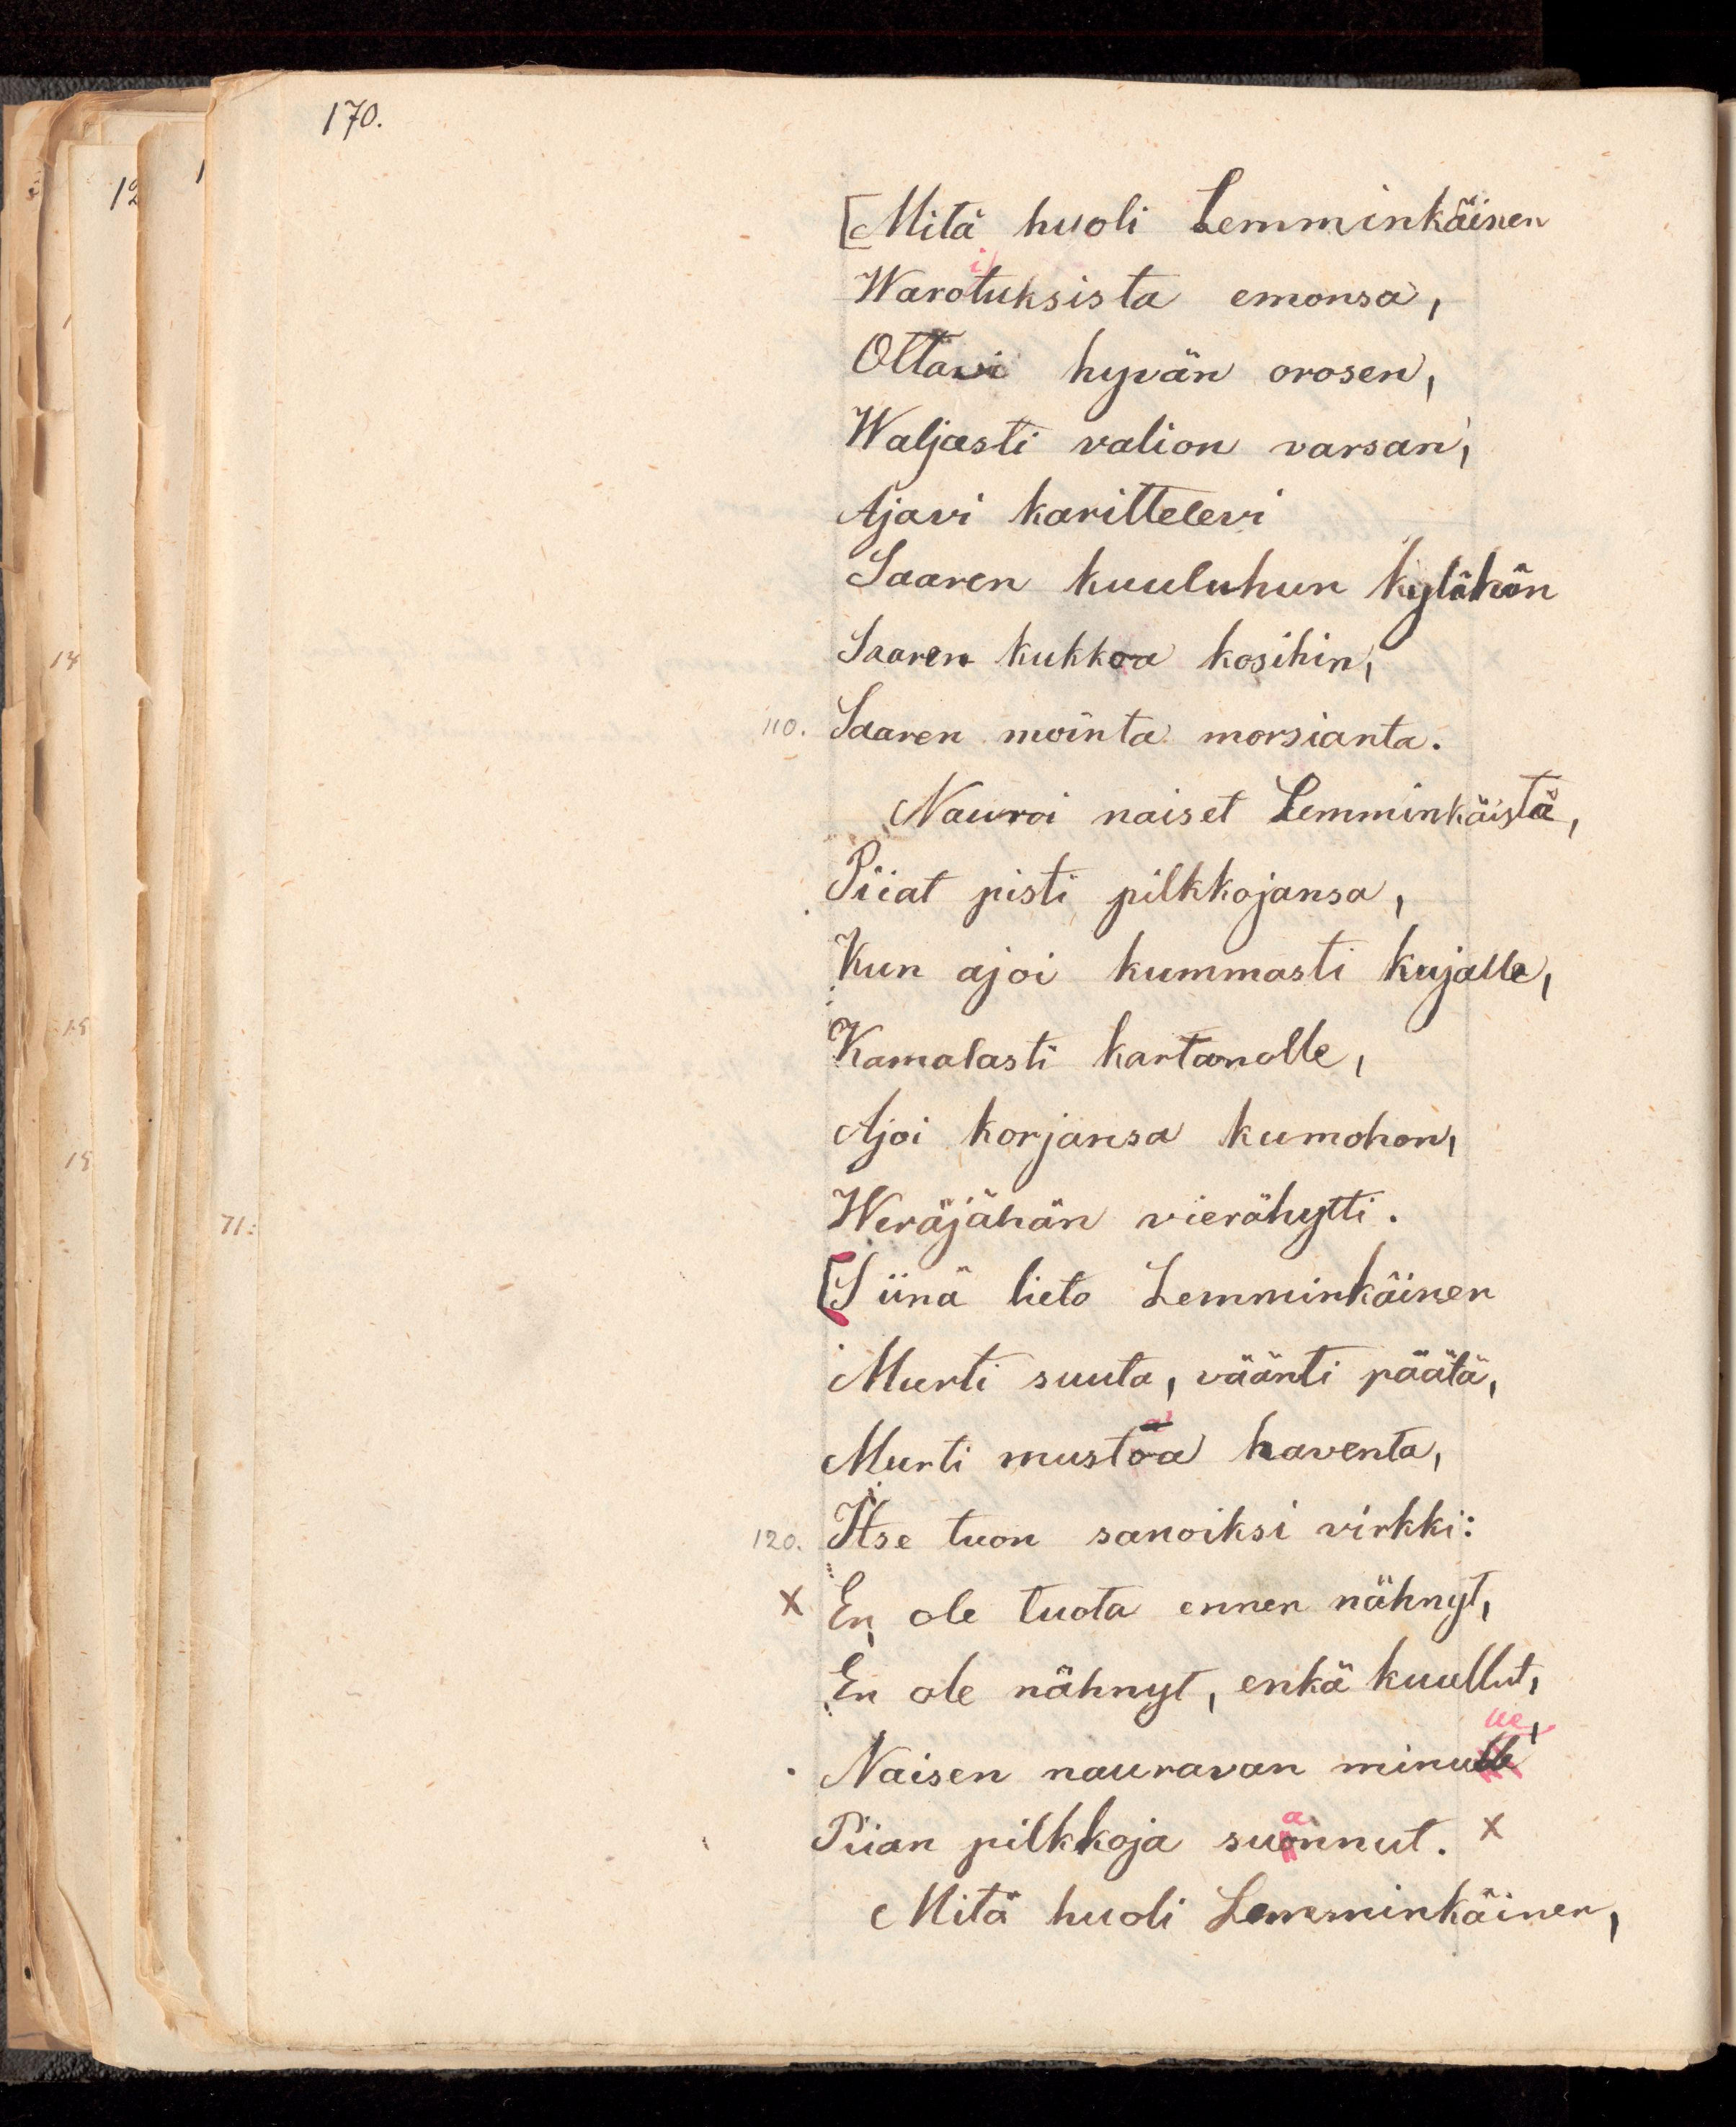 170.
[Mitä huoli Lemminkäinen
Warotuksista emonsa,
Ottavi hyvän orosen,
Waljasti valion varsan,
Ajavi karittelevi
Saaren kuuluhun kylähän
Saaren kukkoa kosihin,
110. Saaren mointa morsianta.
Nauroi naiset Lemminkäistä,
Piiat pisti pilkkojansa,
Kun ajoi kummasti kujalle,
Kamalasti kartanolle,
Ajoi korjansa kumohon,
Weräjähän vierähytti.
[Siinä lieto Lemminkäinen
Murti suuta, väänti päätä,
Murti mustoa haventa,
120. Itse tuon sanoiksi virkki:
x En ole tuota ennen nähnyt,
En ole nähnyt, enkä kuullut,
ue,
Naisen nauravan minulle
a
Piian pilkkoja suonnut. x
Mitä huoli Lemminkäinen,
12
14
15
15
71: